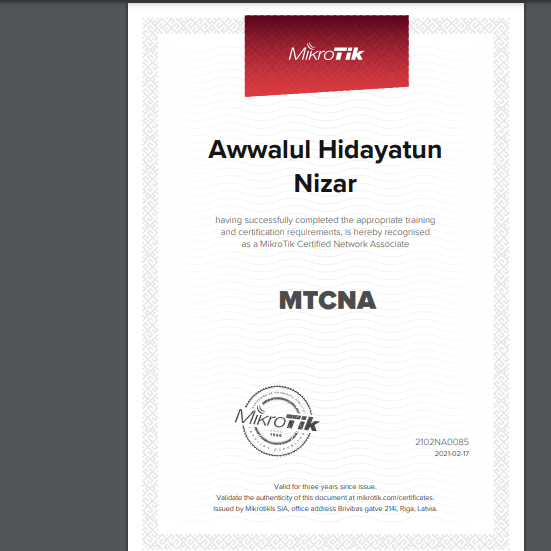 MikroTik
Awwalul Hidayatun
Nizar
having successfully completed the appropriate training
and certification requirements, is hereby recognised
as a MikroTik Certified Network Associate
MTCNA
MikroTik
SINCE
1996
2102NA0085
2021-02-17
Valid for three years since issue.
Validate the authenticity of this document at mikrotik.com/certificates.
Issued by Mikrotikls SIA, office address Brivibas gatve 214i, Riga, Latvia.